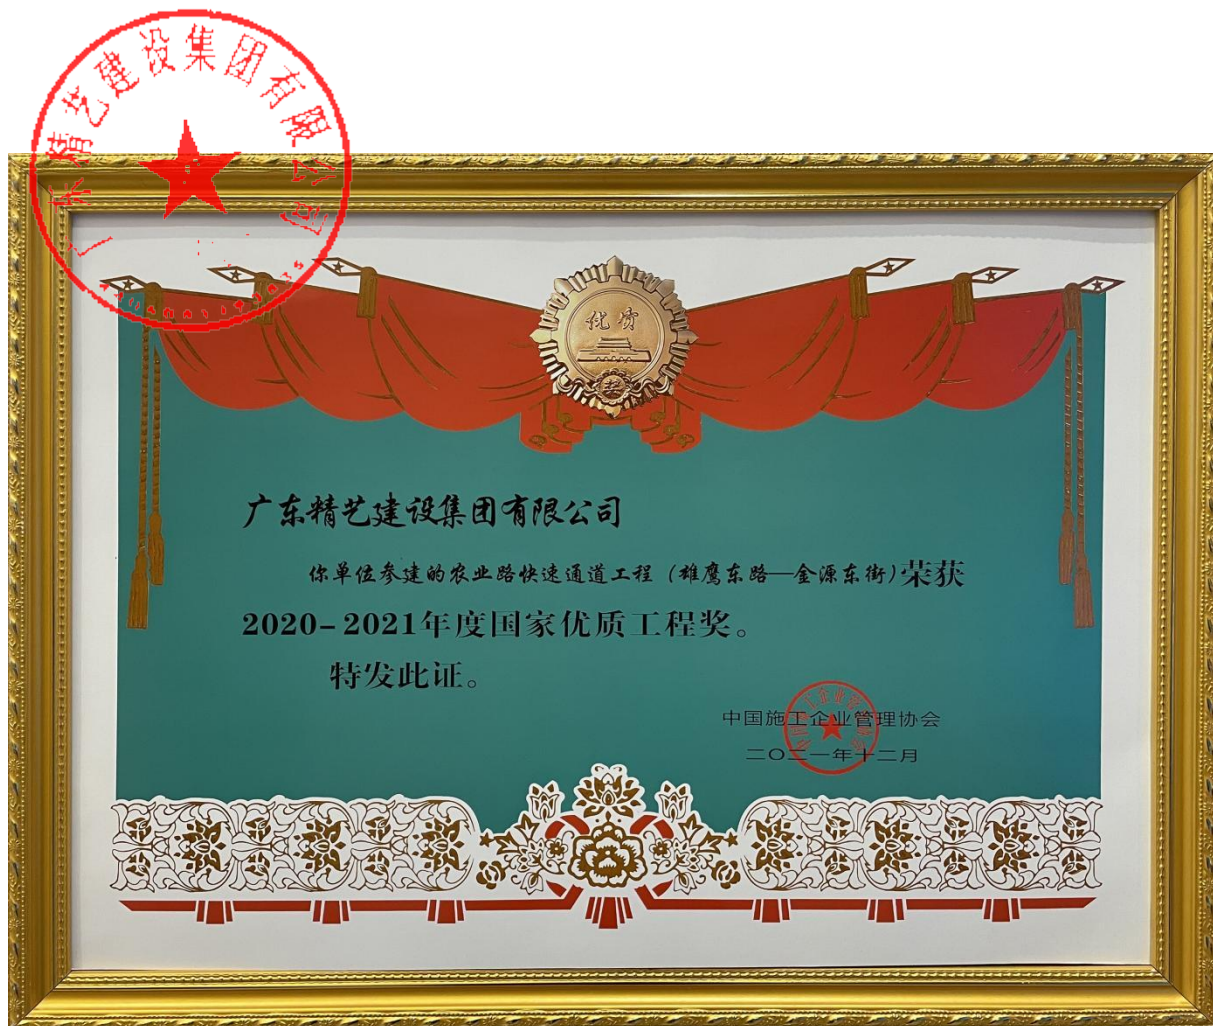 广东精艺建设集团有限公司
优质
奖
广东精艺建设集团有限公司
你单位参建的农业路快速通道工程（雄鹰东路—金源东街）荣获
2020-2021年度国家优质工程奖。
特发此证。
中国施工企业管理协会
二〇二一年十二月